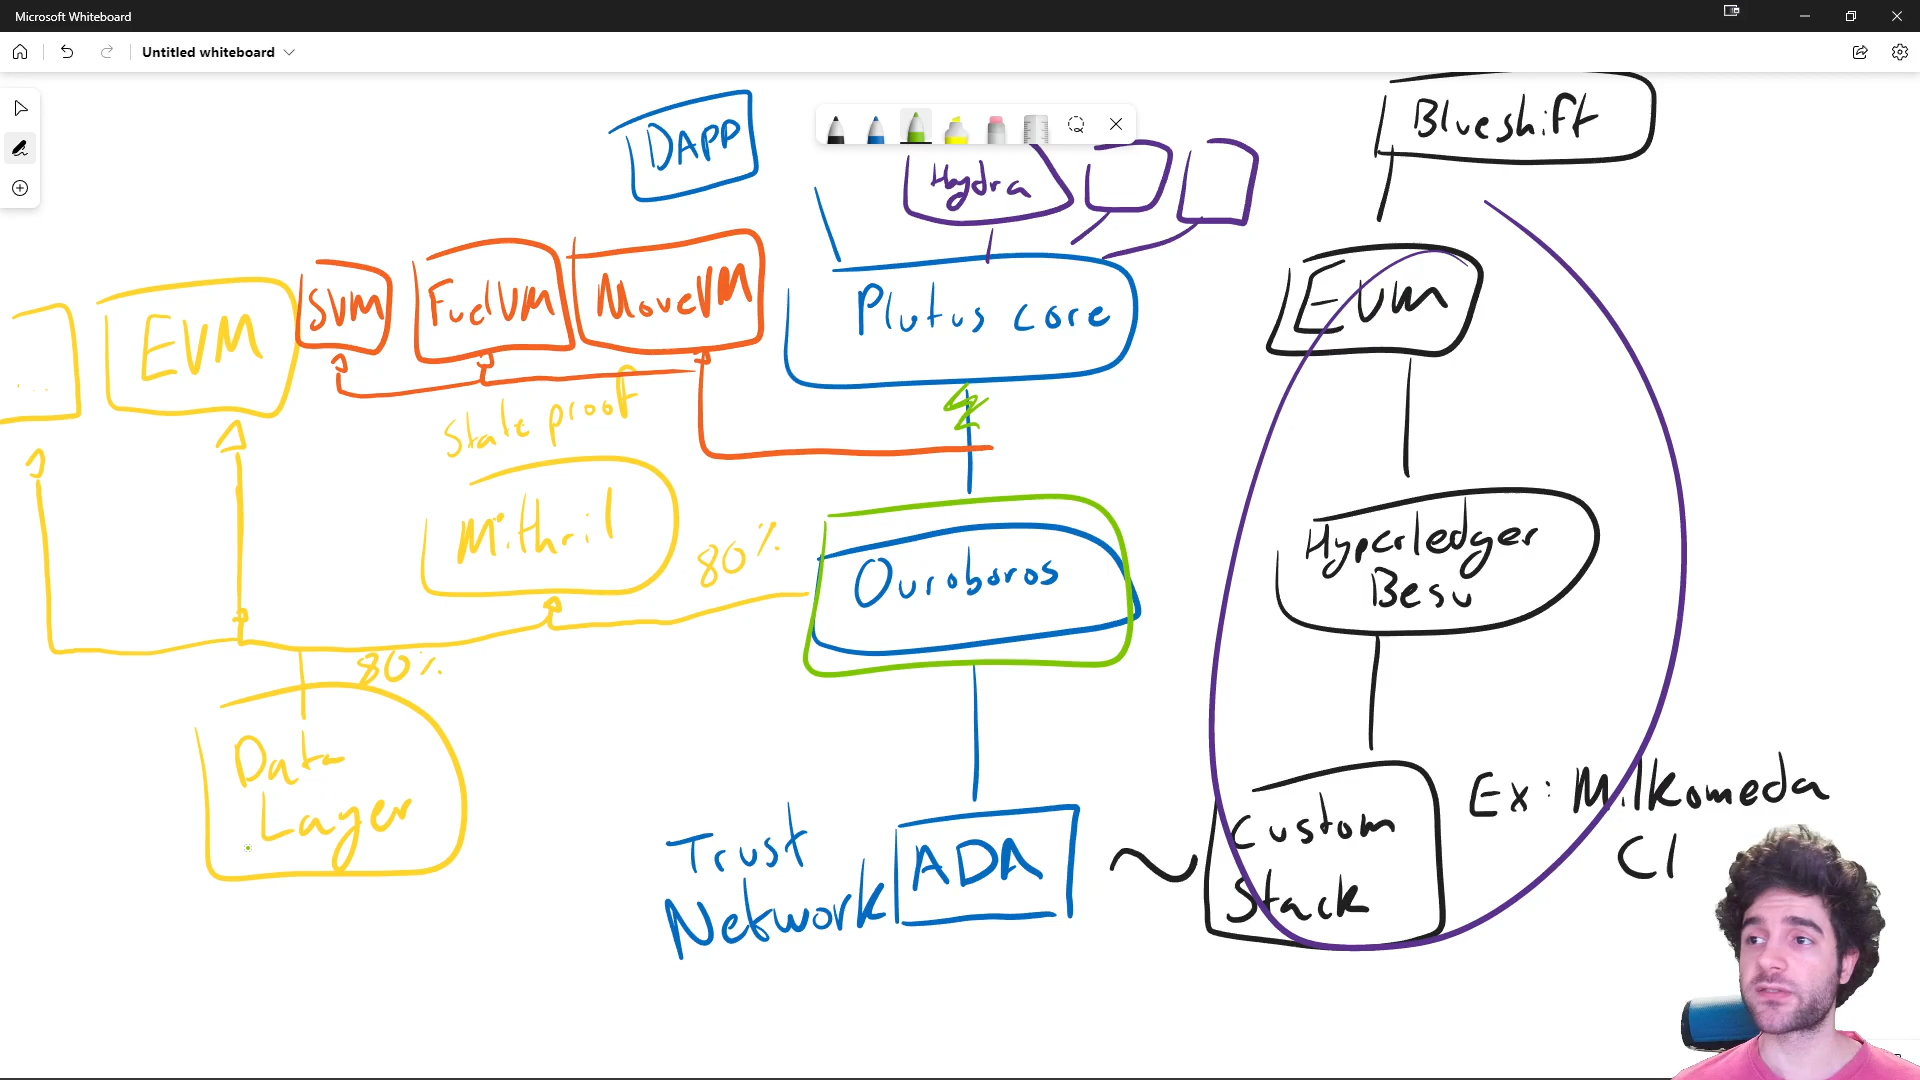 Microsoft Whiteboard
Untitled whiteboard
DAPP
Blueshift
Hydra
SVM
FuelVM
MoveVM
Plutus core
EVM
EVM
...
State proof
Mithril
80%
Ouroboros
Hyperledger
Besu
80%
Data
Layer
Trust
Network
ADA
~
Custom
Stack
Ex: Milkomeda
C1